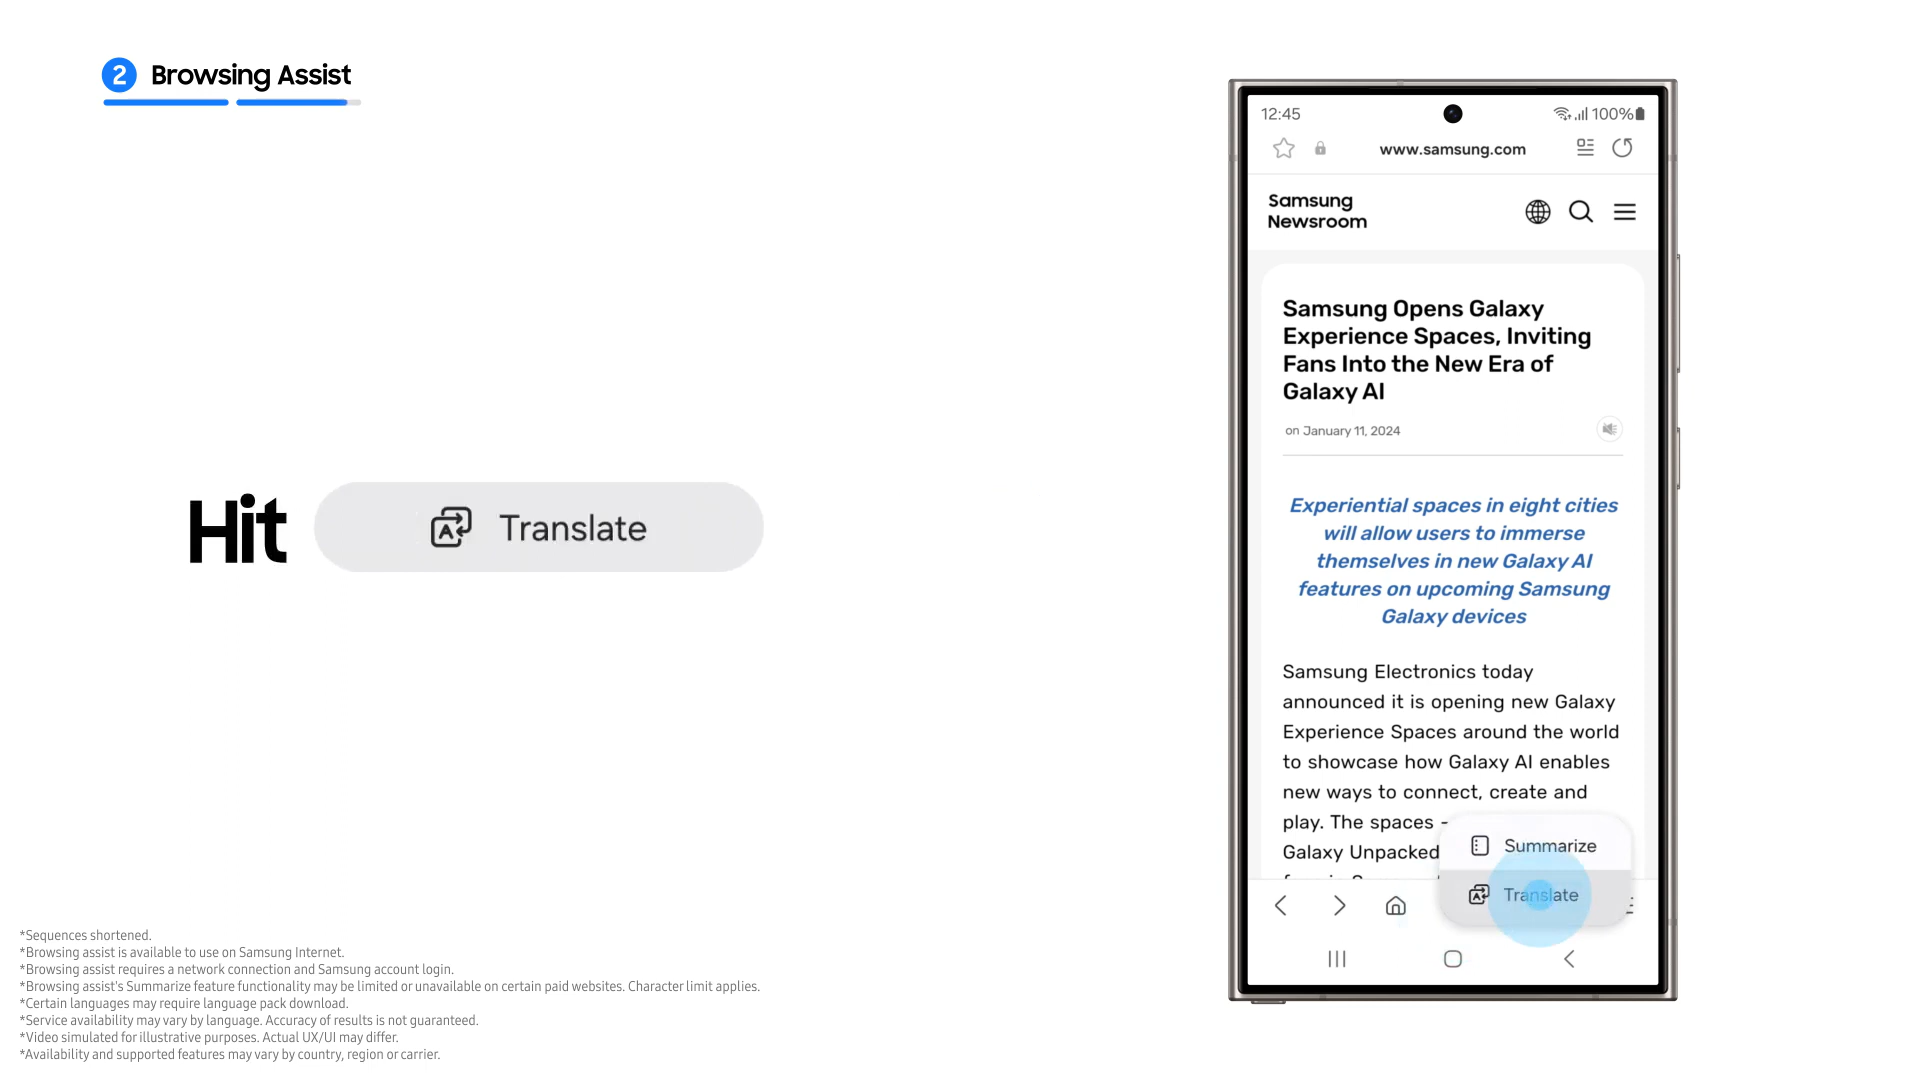 2 Browsing Assist
Hit Translate
12:45
100%
www.samsung.com
Samsung
Newsroom
Samsung Opens Galaxy
Experience Spaces, Inviting
Fans Into the New Era of
Galaxy AI
on January 11, 2024
Experiential spaces in eight cities
will allow users to immerse
themselves in new Galaxy AI
features on upcoming Samsung
Galaxy devices
Samsung Electronics today
announced it is opening new Galaxy
Experience Spaces around the world
to showcase how Galaxy AI enables
new ways to connect, create and
play. The spaces -
Galaxy Unpacked
Summarize
Translate
*Sequences shortened.
*Browsing assist is available to use on Samsung Internet.
*Browsing assist requires a network connection and Samsung account login.
*Browsing assist's Summarize feature functionality may be limited or unavailable on certain paid websites. Character limit applies.
*Certain languages may require language pack download.
*Service availability may vary by language. Accuracy of results is not guaranteed.
*Video simulated for illustrative purposes. Actual UX/UI may differ.
*Availability and supported features may vary by country, region or carrier.